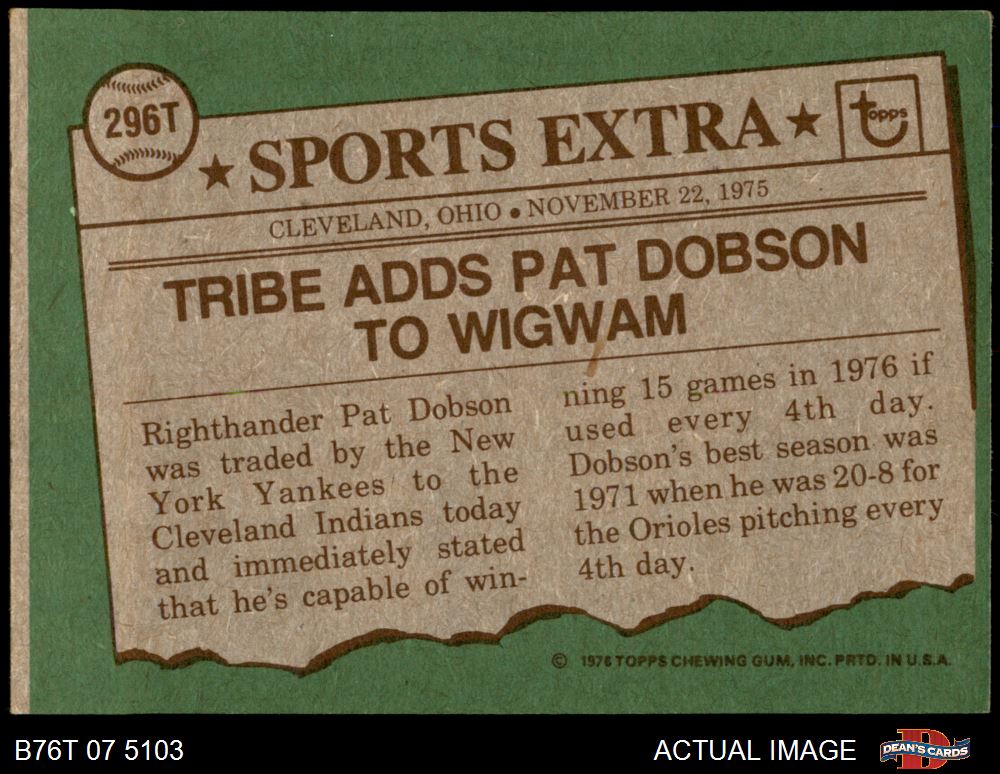 296T
★ SPORTS EXTRA ★
topps
CLEVELAND, OHIO • NOVEMBER 22, 1975
TRIBE ADDS PAT DOBSON
TO WIGWAM
Righthander Pat Dobson
was traded by the New
York Yankees to the
Cleveland Indians today
and immediately stated
that he's capable of win-
ning 15 games in 1976 if
used every 4th day.
Dobson's best season was
1971 when he was 20-8 for
the Orioles pitching every
4th day.
© 1976 TOPPS CHEWING GUM, INC. PRTD. IN U.S.A.
B76T 07 5103
ACTUAL IMAGE
DEAN'S CARDS